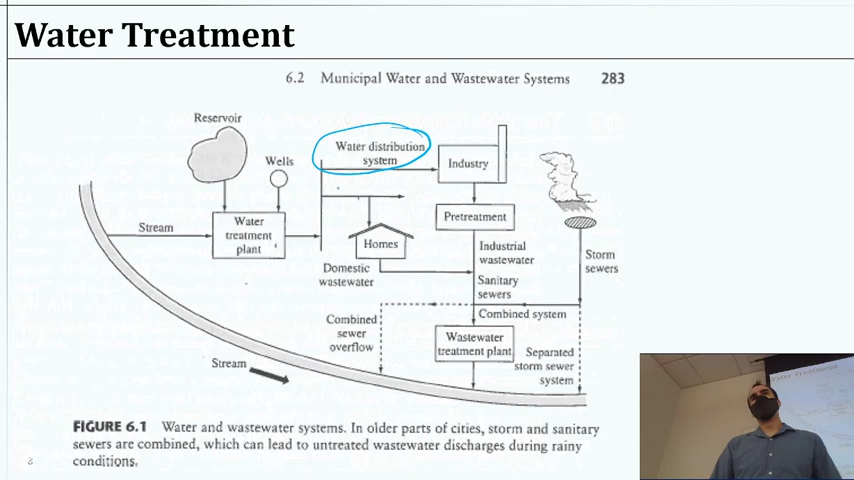 Water Treatment
6.2 Municipal Water and Wastewater Systems 283
Reservoir
Wells
Water distribution
system
Industry
Stream
Water
treatment
plant
Homes
Pretreatment
Domestic
wastewater
Industrial
wastewater
Storm
sewers
Sanitary
sewers
Combined system
Combined
sewer
overflow
Wastewater
treatment plant
Separated
storm sewer
system
Stream
FIGURE 6.1 Water and wastewater systems. In older parts of cities, storm and sanitary
sewers are combined, which can lead to untreated wastewater discharges during rainy
conditions.
Water Treatment